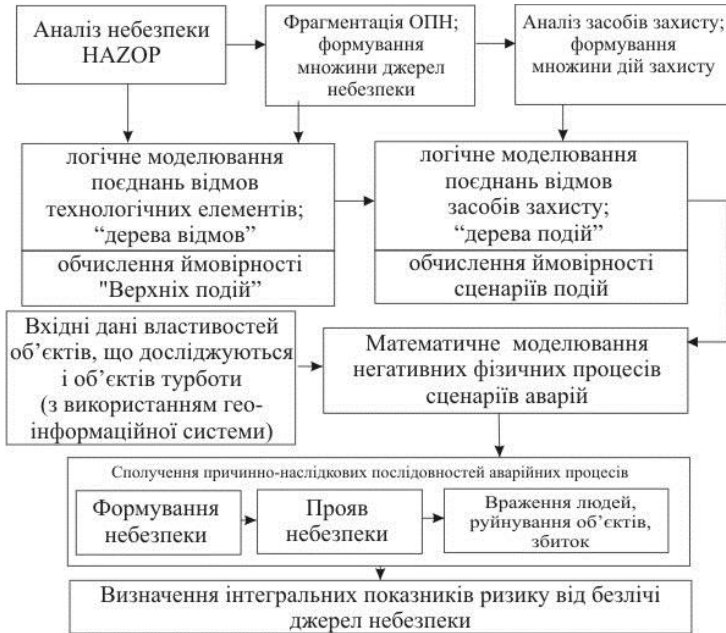 Аналіз небезпеки
HAZOP
Фрагментація ОПН;
формування
множини джерел
небезпеки
Аналіз засобів захисту;
формування
множини дій захисту
логічне моделювання
поєднань відмов
технологічних елементів;
“дерева відмов”
обчислення ймовірності
"Верхніх подій”
логічне моделювання
поєднань відмов
засобів захисту;
“дерева подій”
обчислення ймовірності
сценаріїв подій
Вхідні дані властивостей
об’єктів, що досліджуються
і об’єктів турботи
(з використанням гео-
інформаційної системи)
Математичне моделювання
негативних фізичних процесів
сценаріїв аварій
Сполучення причинно-наслідкових послідовностей аварійних процесів
Формування
небезпеки
Прояв
небезпеки
Враження людей,
руйнування об’єктів,
збиток
Визначення інтегральних показників ризику від безлічі
джерел небезпеки